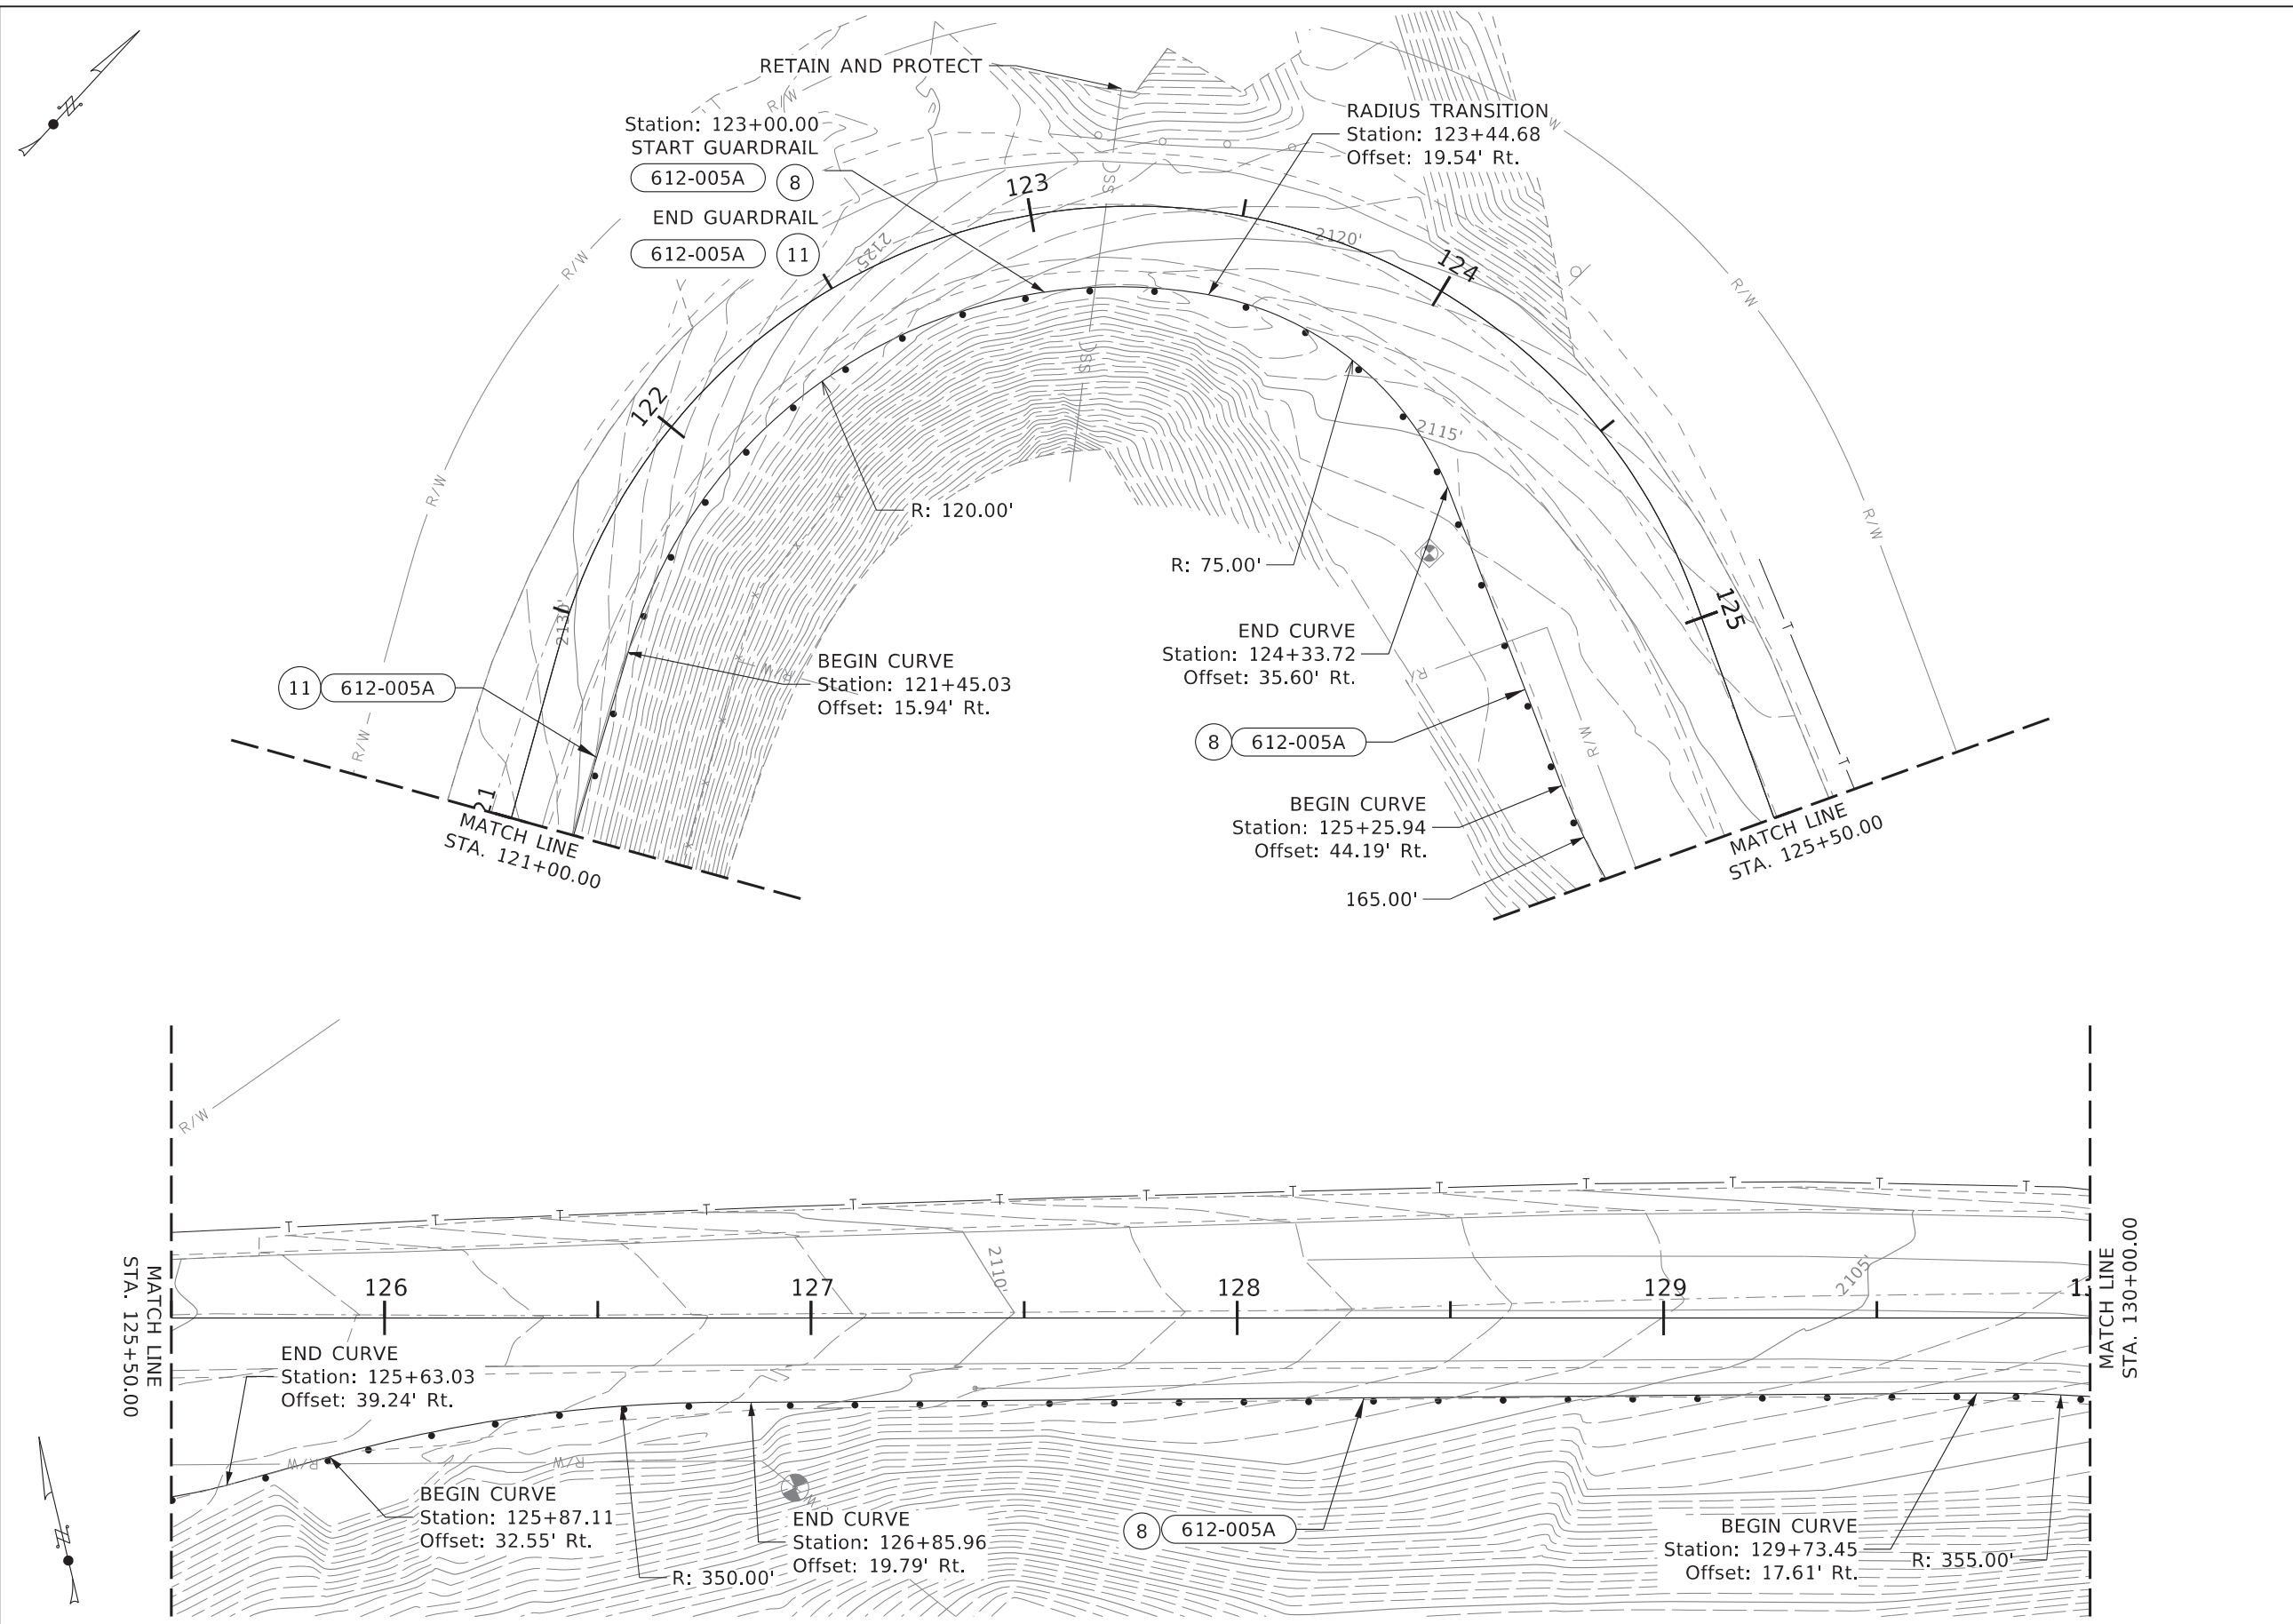 RETAIN AND PROTECT
R/W
Station: 123+00.00
START GUARDRAIL
612-005A 8
END GUARDRAIL
612-005A 11
RADIUS TRANSITION
Station: 123+44.68
Offset: 19.54' Rt.
W
123
SSD
2125'
2120'
124
R/W
R/W
122
SSD
2115'
R/W
R: 120.00'
R/W
R: 75.00'
2130'
125
T
END CURVE
Station: 124+33.72
Offset: 35.60' Rt.
BEGIN CURVE
Station: 121+45.03
Offset: 15.94' Rt.
R/W
R/
11 612-005A
8 612-005A
R/W
R/W
T
21
MATCH LINE
STA. 121+00.00
BEGIN CURVE
Station: 125+25.94
Offset: 44.19' Rt.
165.00'
MATCH LINE
STA. 125+50.00
R/W
T T T T T T T T T T T T T
MATCH LINE
STA. 125+50.00
126
127
2110'
128
129
2105'
13
MATCH LINE
STA. 130+00.00
END CURVE
Station: 125+63.03
Offset: 39.24' Rt.
R/W
R/W
BEGIN CURVE
Station: 125+87.11
Offset: 32.55' Rt.
R: 350.00'
W
END CURVE
Station: 126+85.96
Offset: 19.79' Rt.
8 612-005A
BEGIN CURVE
Station: 129+73.45
Offset: 17.61' Rt.
R: 355.00'